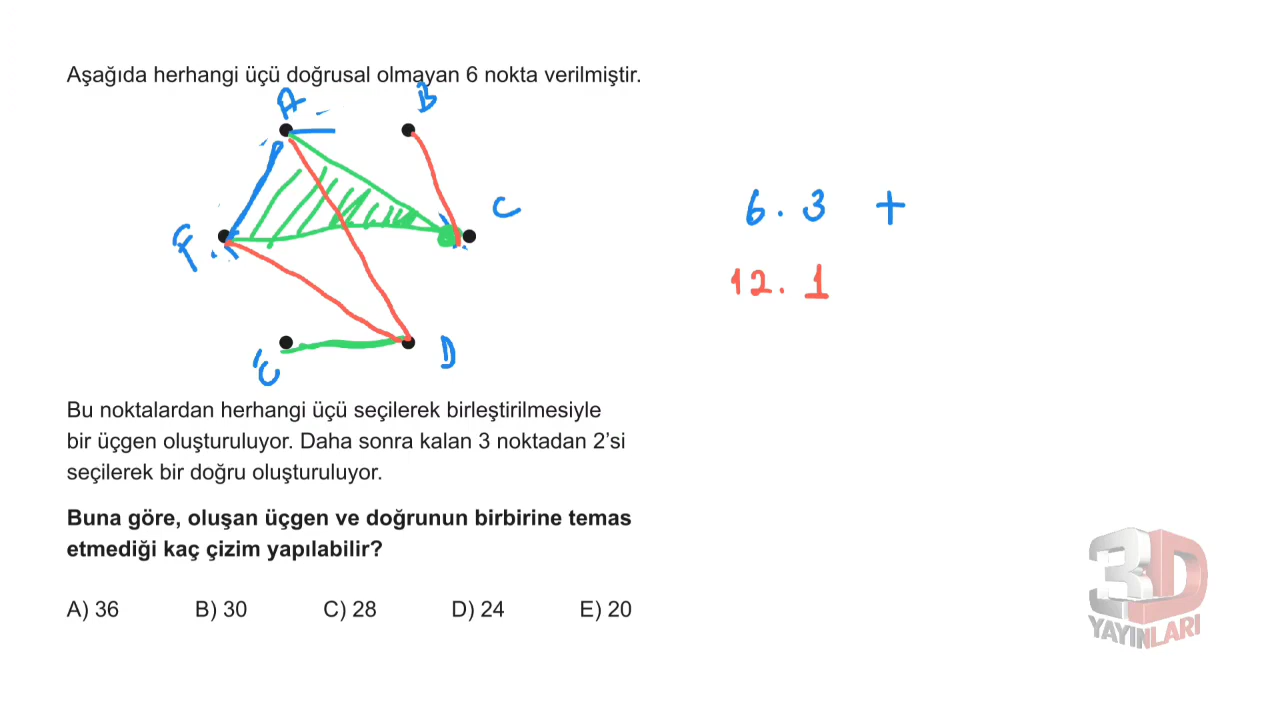 Aşağıda herhangi üçü doğrusal olmayan 6 nokta verilmiştir.
A
B
C
F
E
D
6 . 3 +
12 . 1
Bu noktalardan herhangi üçü seçilerek birleştirilmesiyle
bir üçgen oluşturuluyor. Daha sonra kalan 3 noktadan 2’si
seçilerek bir doğru oluşturuluyor.
Buna göre, oluşan üçgen ve doğrunun birbirine temas
etmediği kaç çizim yapılabilir?
A) 36 B) 30 C) 28 D) 24 E) 20
3D
YAYINLARI